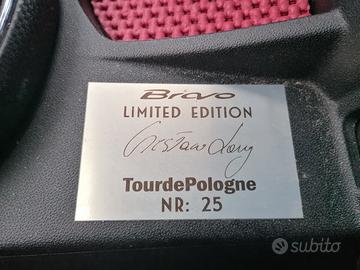 Bravo
LIMITED EDITION
TourdePologne
NR: 25
subito